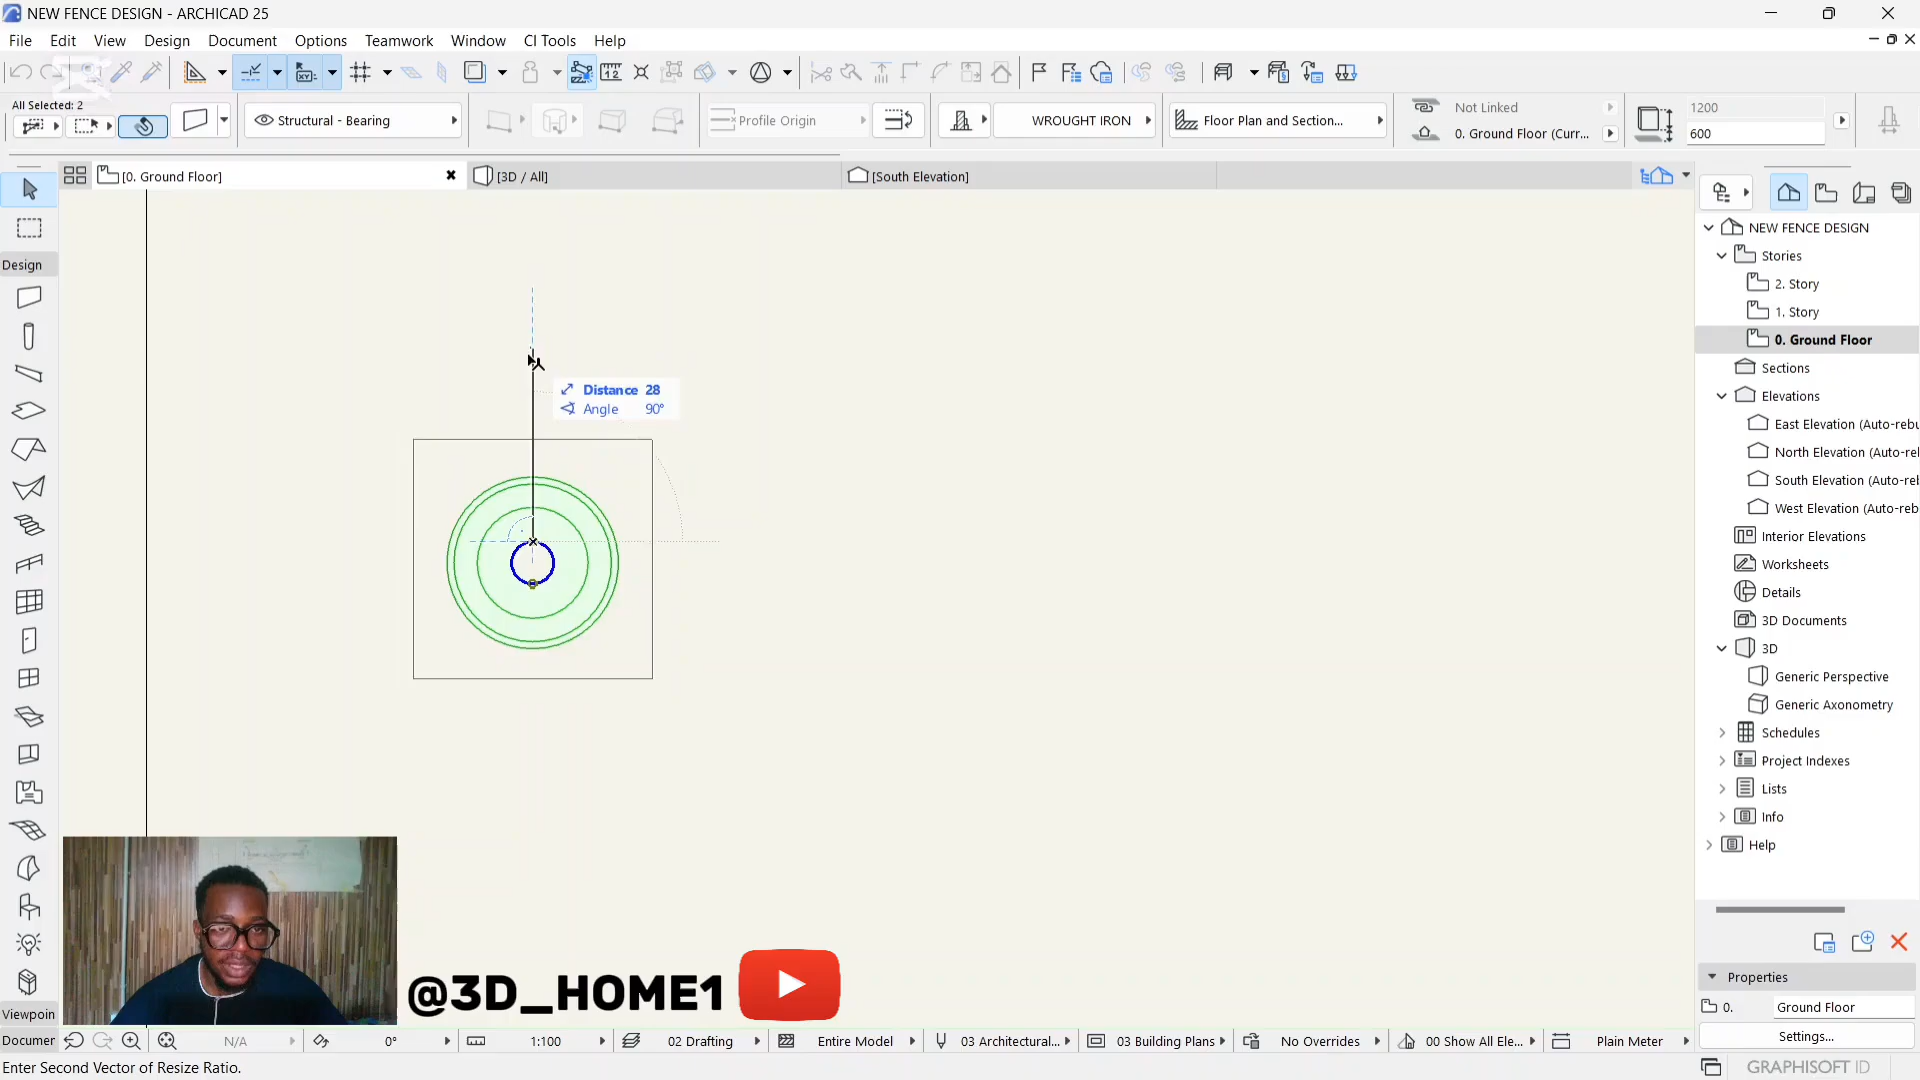 NEW FENCE DESIGN - ARCHICAD 25
File Edit View Design Document Options Teamwork Window CI Tools Help
All Selected: 2
Structural - Bearing
Profile Origin
WROUGHT IRON
Floor Plan and Section...
Not Linked
0. Ground Floor (Curr...
1200
600
[0. Ground Floor]
[3D / All]
[South Elevation]
Design
NEW FENCE DESIGN
Stories
2. Story
1. Story
0. Ground Floor
Sections
Elevations
East Elevation (Auto-rebu
North Elevation (Auto-rel
South Elevation (Auto-rel
West Elevation (Auto-reb
Interior Elevations
Worksheets
Details
3D Documents
3D
Generic Perspective
Generic Axonometry
Schedules
Project Indexes
Lists
Info
Help
Distance 28
Angle 90°
@3D_HOME1
Properties
0. Ground Floor
Settings...
Viewpoin
Documer
N/A
0°
1:100
02 Drafting
Entire Model
03 Architectural...
03 Building Plans
No Overrides
00 Show All Ele...
Plain Meter
Enter Second Vector of Resize Ratio.
GRAPHISOFT ID